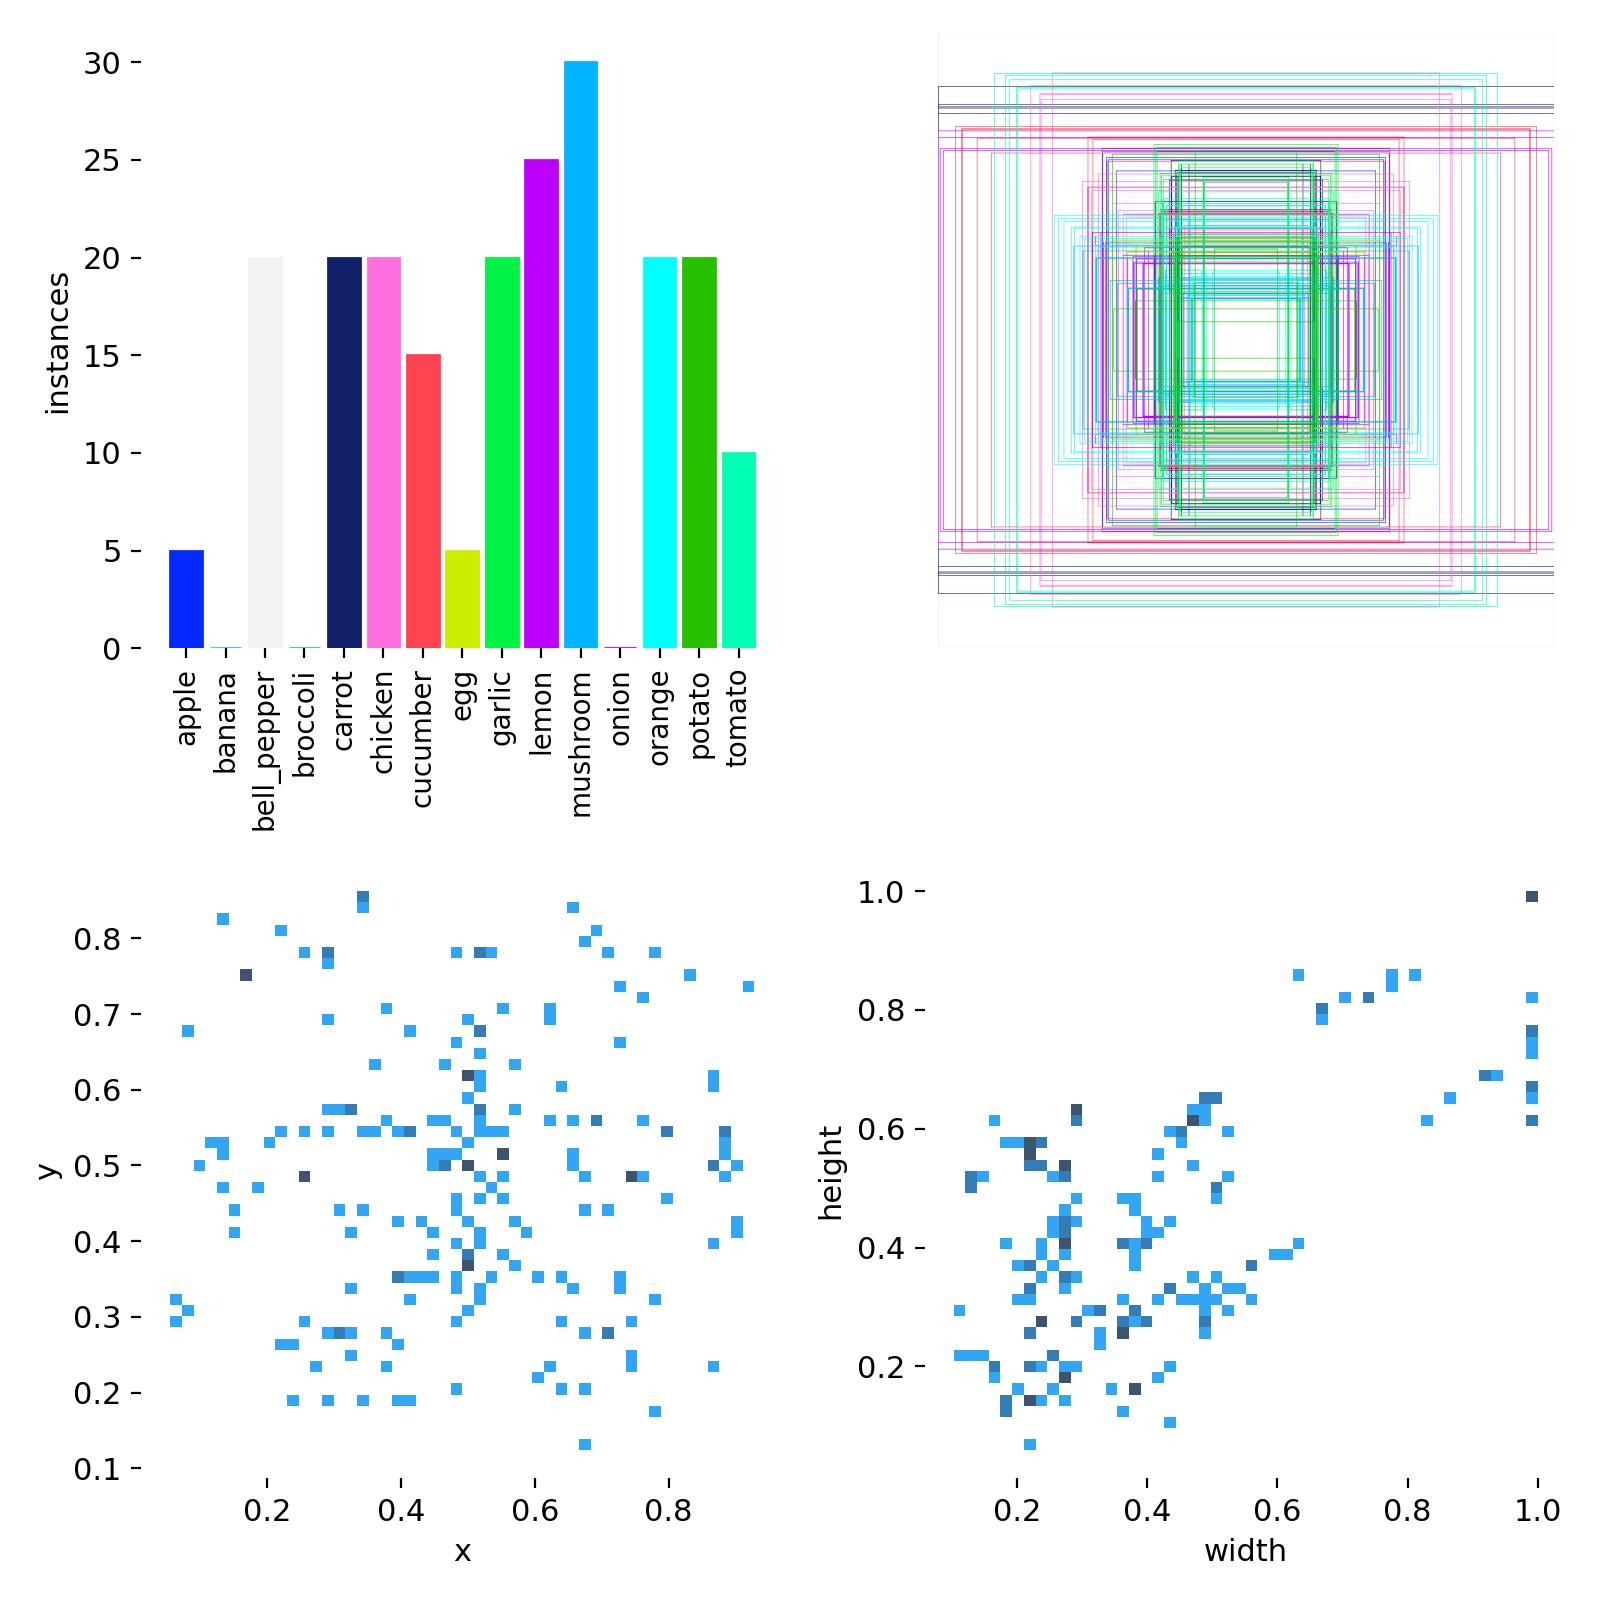 30
25
20
15
10
5
0
instances
apple
banana
bell_pepper
broccoli
carrot
chicken
cucumber
egg
garlic
lemon
mushroom
onion
orange
potato
tomato
0.8
0.7
0.6
0.5
0.4
0.3
0.2
0.1
y
0.2 0.4 0.6 0.8
x
1.0
0.8
0.6
0.4
0.2
height
0.2 0.4 0.6 0.8 1.0
width